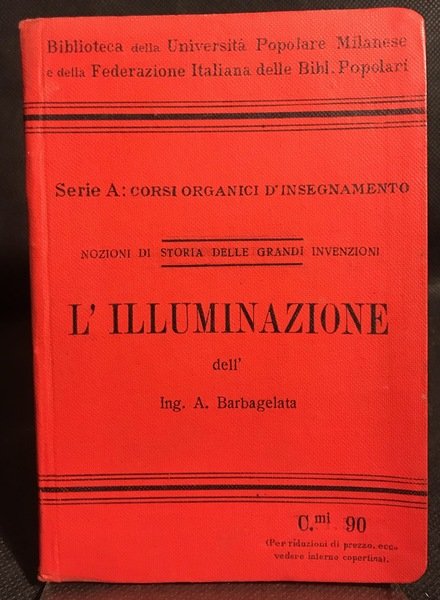 Biblioteca della Università Popolare Milanese
e della Federazione Italiana delle Bibl. Popolari
Serie A: CORSI ORGANICI D'INSEGNAMENTO
NOZIONI DI STORIA DELLE GRANDI INVENZIONI
L' ILLUMINAZIONE
dell'
Ing. A. Barbagelata
C.mi 90
(Per riduzioni di prezzo, ecco
vedere interno copertina).